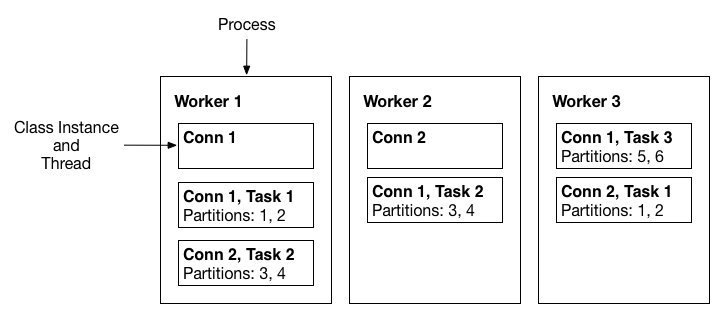 Process
Worker 1
Worker 2
Worker 3
Class Instance
and
Thread
Conn 1
Conn 1, Task 1
Partitions: 1, 2
Conn 2, Task 2
Partitions: 3, 4
Conn 2
Conn 1, Task 2
Partitions: 3, 4
Conn 1, Task 3
Partitions: 5, 6
Conn 2, Task 1
Partitions: 1, 2